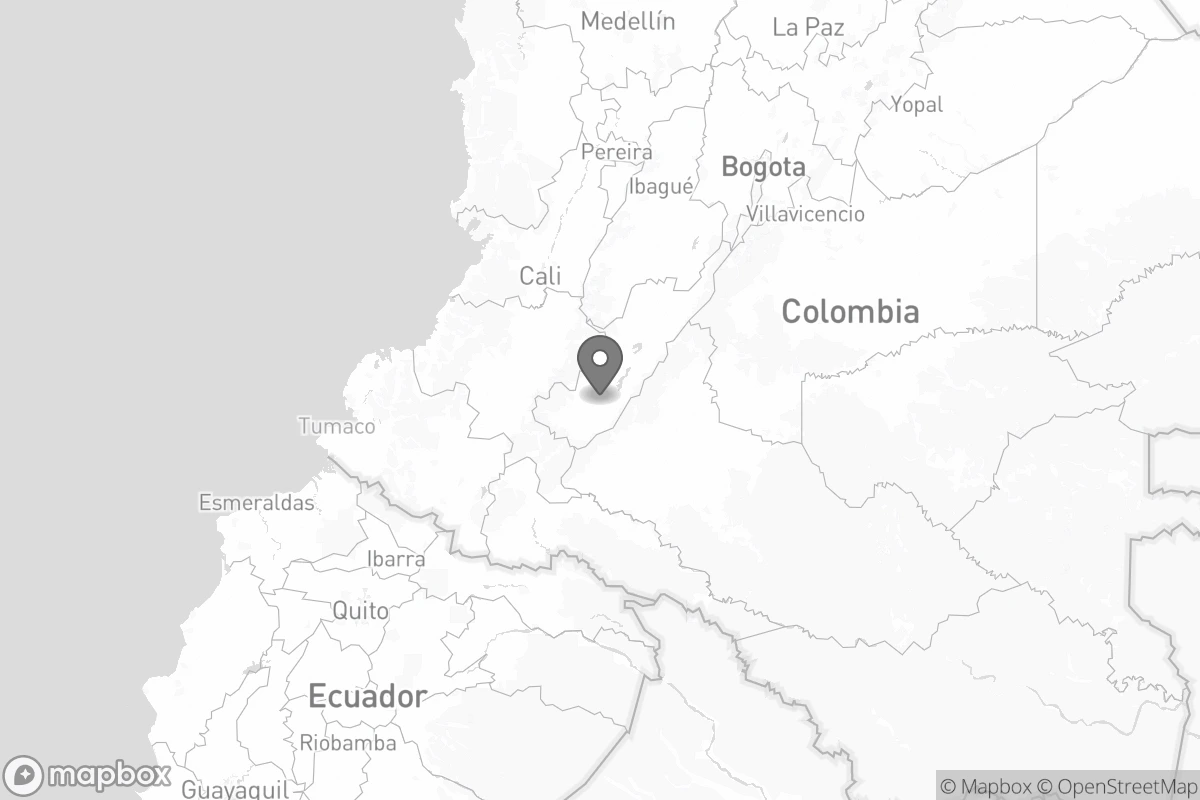 Medellín
La Paz
Yopal
Pereira
Bogota
Ibagué
Villavicencio
Cali
Colombia
Tumaco
Esmeraldas
Ibarra
Quito
Ecuador
Riobamba
Guayaquil
mapbox
© Mapbox © OpenStreetMap